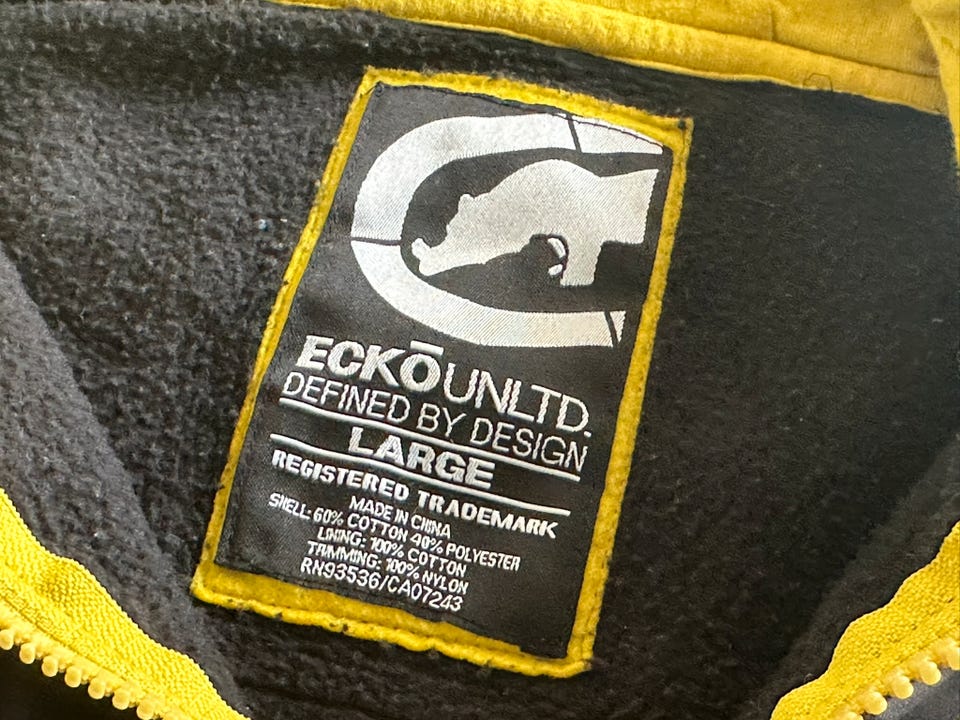 ECKŌUNLTD.
DEFINED BY DESIGN
LARGE
REGISTERED TRADEMARK
MADE IN CHINA
SHELL: 60% COTTON 40% POLYESTER
LINING: 100% COTTON
TRIMMING: 100% NYLON
RN93536/CA07243